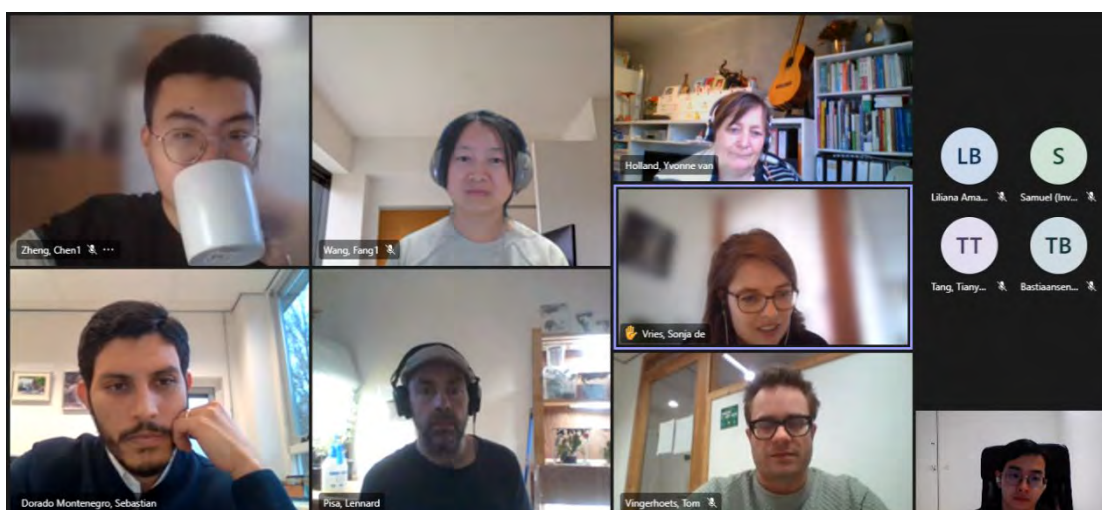 Zheng, Chen1
Wang, Fang1
Holland, Yvonne van
Vries, Sonja de
Dorado Montenegro, Sebastian
Pisa, Lennard
Vingerhoets, Tom
LB
S
Liliana Ama...
Samuel (Inv...
TT
TB
Tang, Tiany...
Bastiaansen...